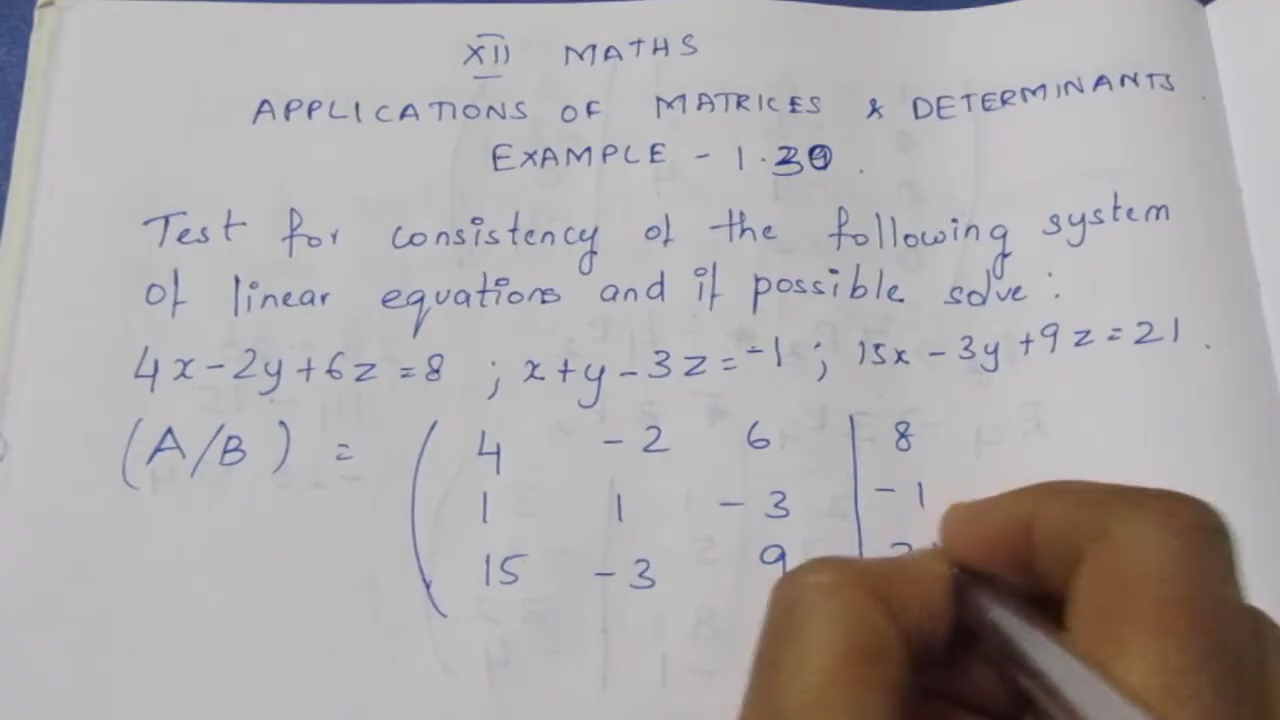 XII MATHS
APPLICATIONS OF MATRICES & DETERMINANTS
EXAMPLE - 1.30.
Test for consistency of the following system
of linear equations and if possible solve :
4x-2y+6z=8 ; x+y-3z=-1; 15x-3y+9z=21.
(A/B) = ( 4 -2 6 | 8
1 1 -3 | -1
15 -3 9 |